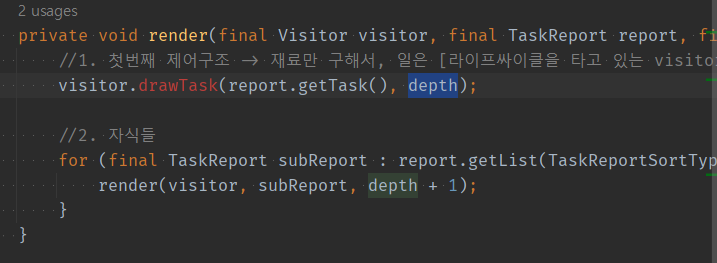 2 usages
private void render(final Visitor visitor, final TaskReport report, fi
//1. 첫번째 제어구조 -> 재료만 구해서, 일은 [라이프싸이클을 타고 있는 visito
visitor.drawTask(report.getTask(), depth);
//2. 자식들
for (final TaskReport subReport : report.getList(TaskReportSortTyp
render(visitor, subReport, depth + 1);
}
}